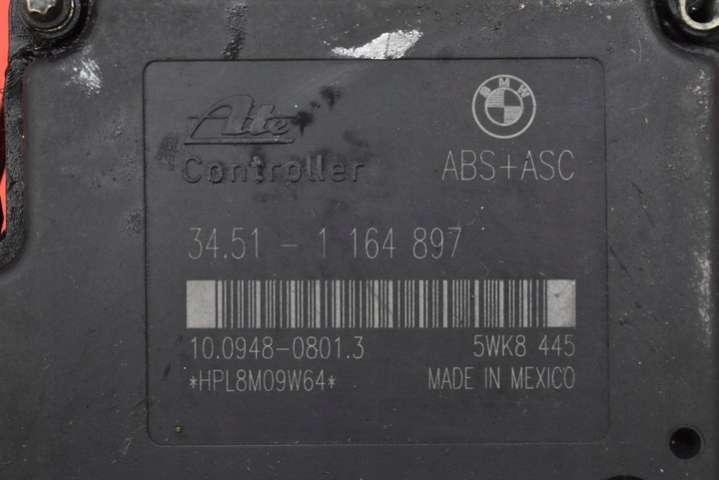 BMW
Ate
Controller
ABS+ASC
34.51 - 1 164 897
10.0948-0801.3
5WK8 445
*HPL8M09W64*
MADE IN MEXICO